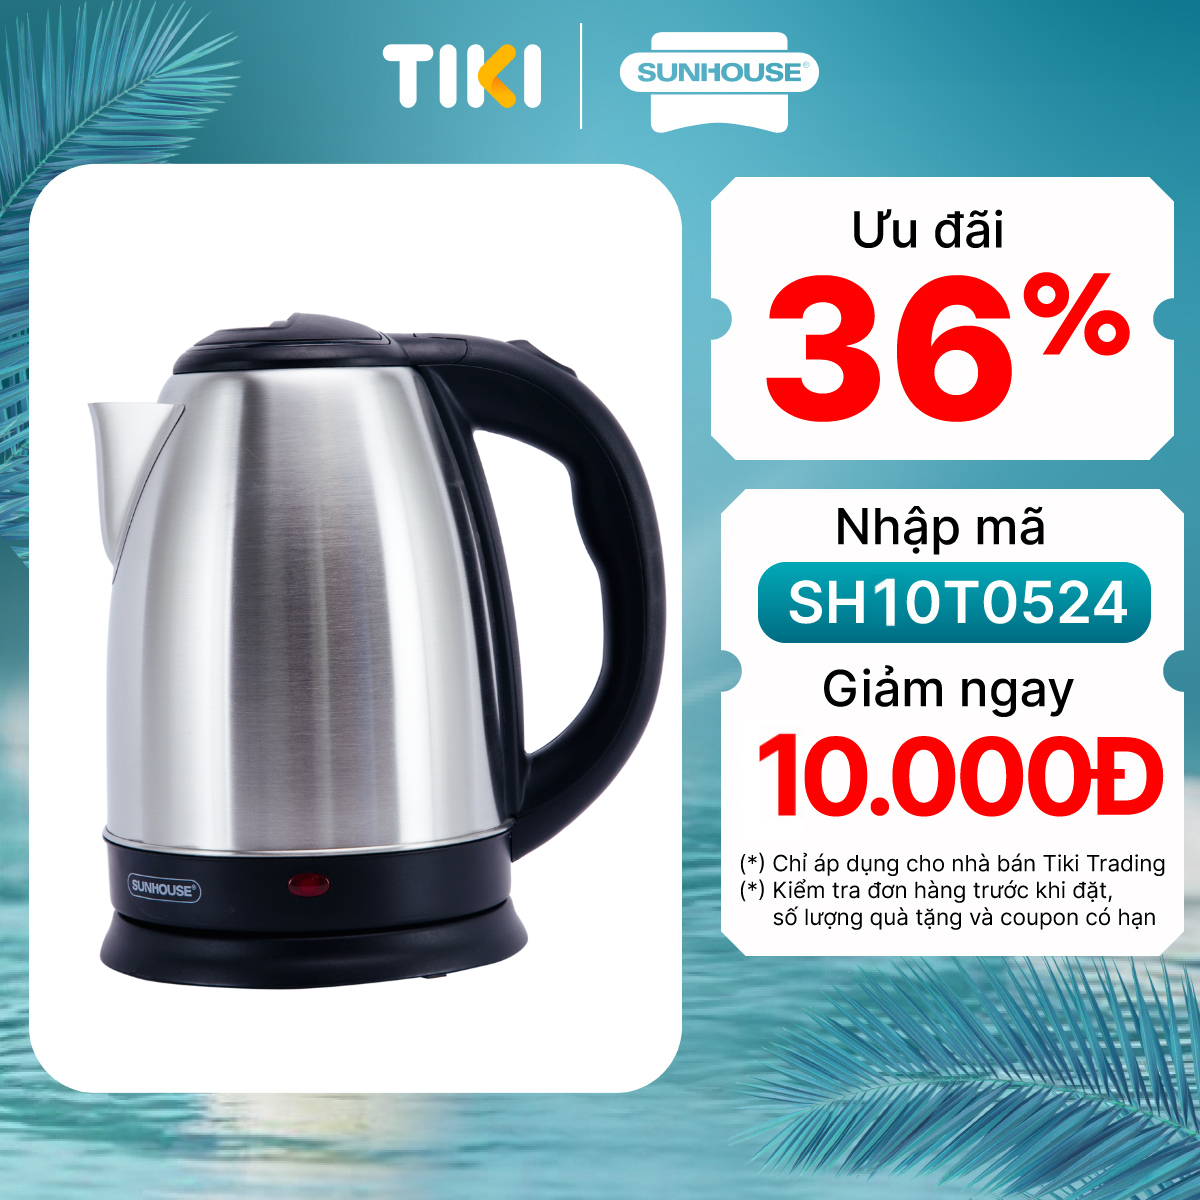 TIKI
SUNHOUSE®
Ưu đãi
36%
Nhập mã
SH10T0524
Giảm ngay
10.000Đ
(*) Chỉ áp dụng cho nhà bán Tiki Trading
(*) Kiểm tra đơn hàng trước khi đặt,
số lượng quà tặng và coupon có hạn
SUNHOUSE®